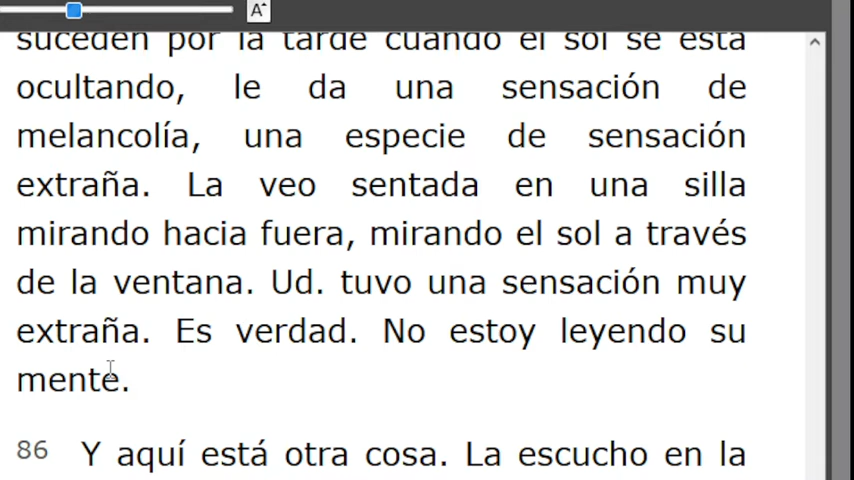 A
suceden por la tarde cuando el sol se está
ocultando, le da una sensación de
melancolía, una especie de sensación
extraña. La veo sentada en una silla
mirando hacia fuera, mirando el sol a través
de la ventana. Ud. tuvo una sensación muy
extraña. Es verdad. No estoy leyendo su
mente.
86 Y aquí está otra cosa. La escucho en la